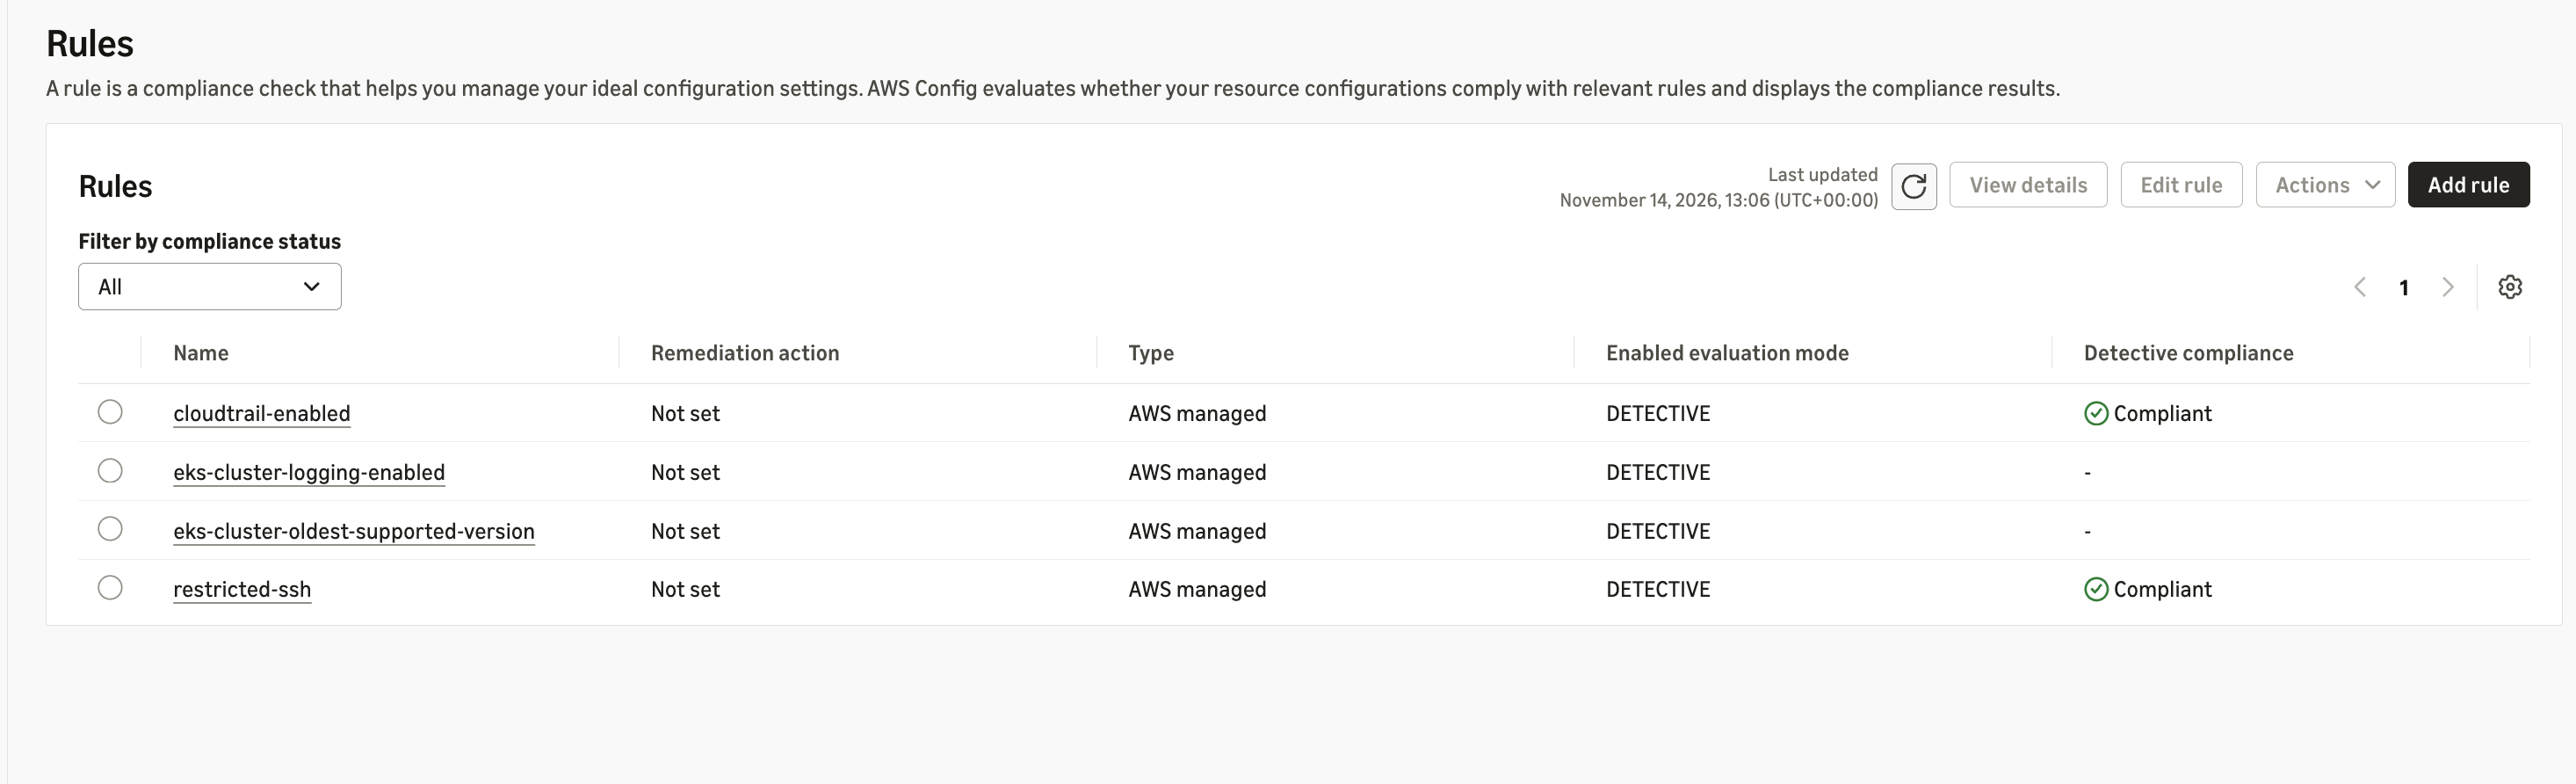 Rules
A rule is a compliance check that helps you manage your ideal configuration settings. AWS Config evaluates whether your resource configurations comply with relevant rules and displays the compliance results.
Rules
Last updated
November 14, 2026, 13:06 (UTC+00:00)
View details
Edit rule
Actions
Add rule
Filter by compliance status
All
1
Name Remediation action Type Enabled evaluation mode Detective compliance
cloudtrail-enabled Not set AWS managed DETECTIVE Compliant
eks-cluster-logging-enabled Not set AWS managed DETECTIVE -
eks-cluster-oldest-supported-version Not set AWS managed DETECTIVE -
restricted-ssh Not set AWS managed DETECTIVE Compliant